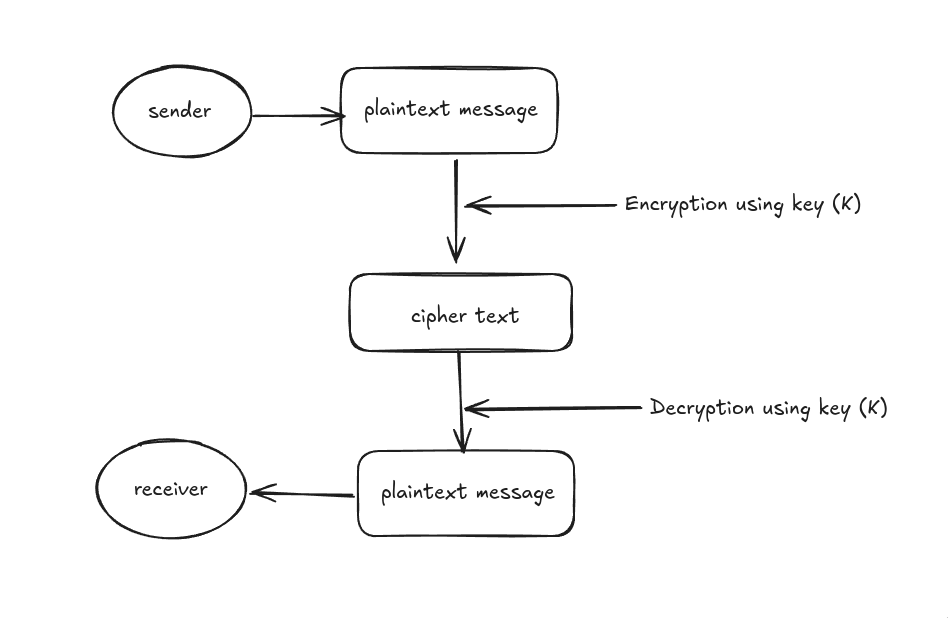 sender
plaintext message
Encryption using key (K)
cipher text
Decryption using key (K)
receiver
plaintext message